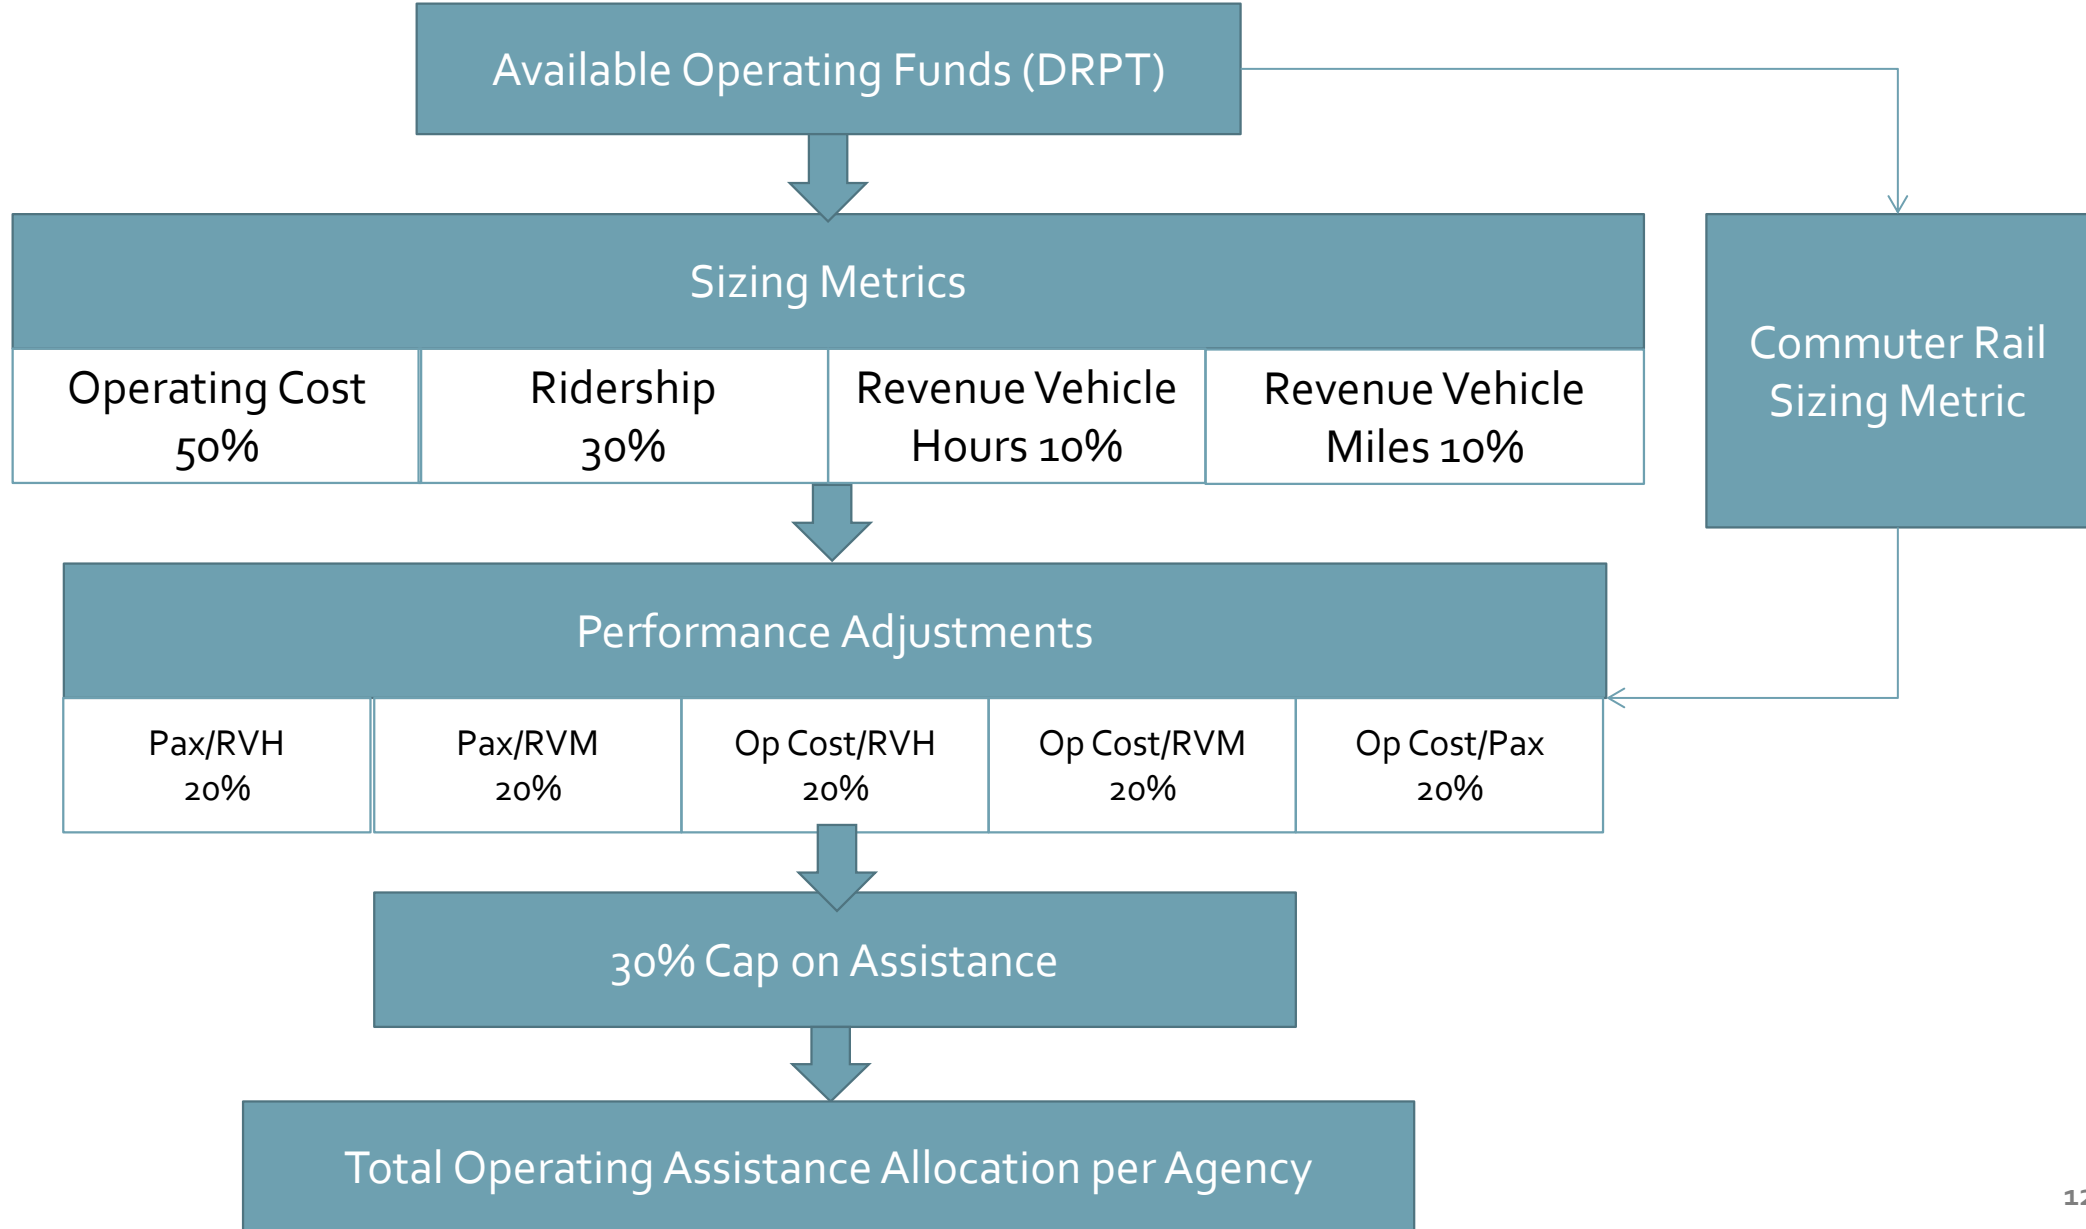 Available Operating Funds (DRPT)
Sizing Metrics
Operating Cost
50%
Ridership
30%
Revenue Vehicle
Hours 10%
Revenue Vehicle
Miles 10%
Commuter Rail
Sizing Metric
Performance Adjustments
Pax/RVH
20%
Pax/RVM
20%
Op Cost/RVH
20%
Op Cost/RVM
20%
Op Cost/Pax
20%
30% Cap on Assistance
Total Operating Assistance Allocation per Agency
12